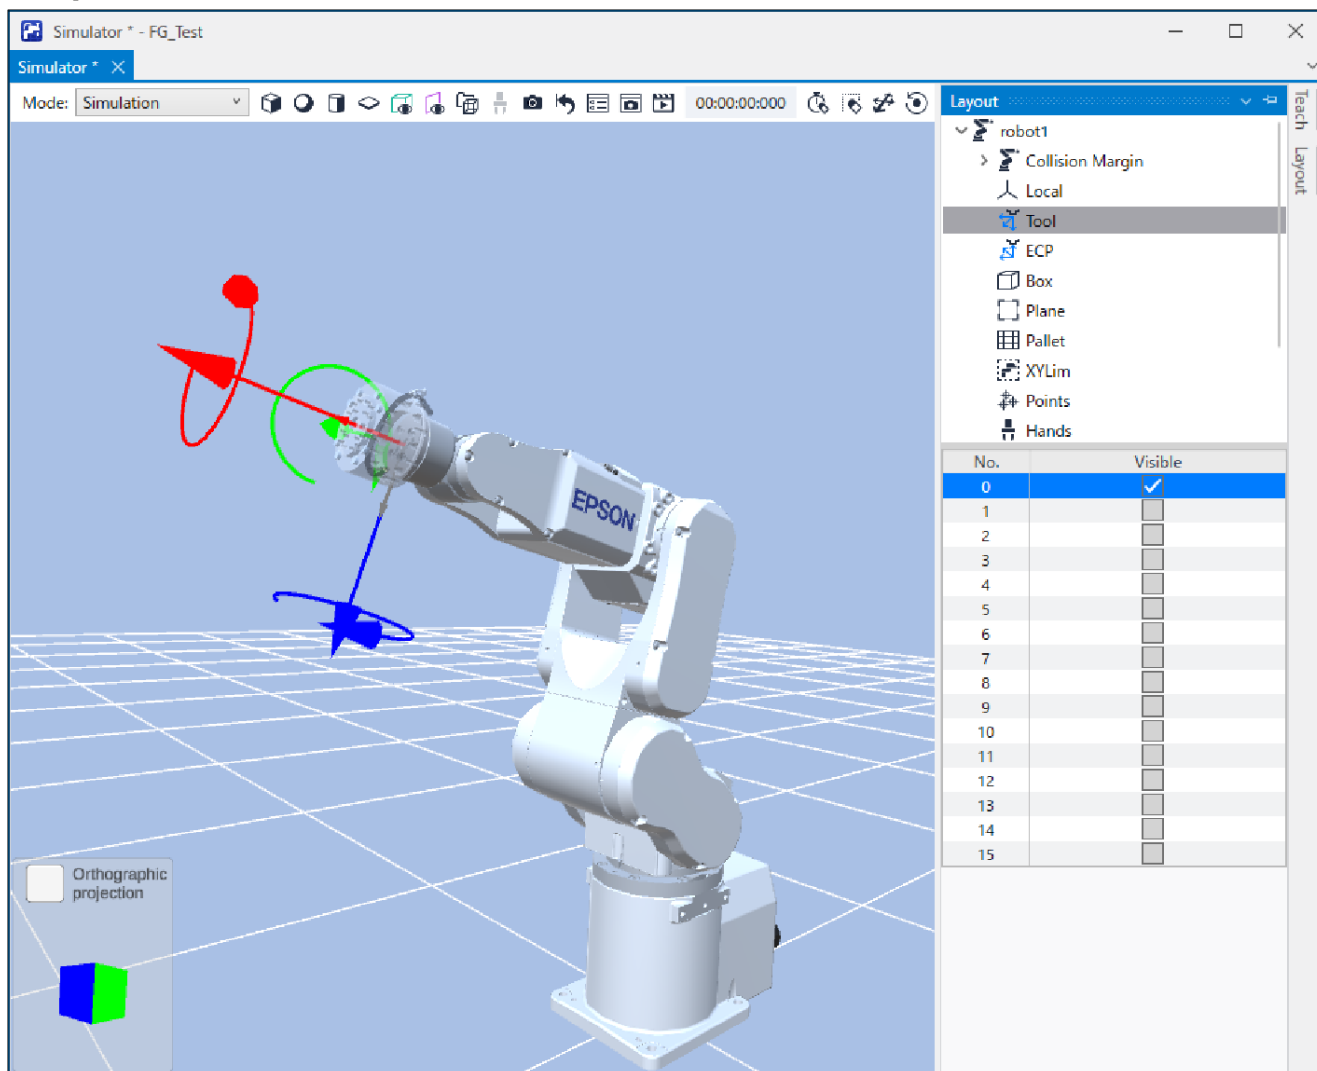 Simulator * - FG_Test
Simulator *
Mode: Simulation 00:00:00:000
Layout
Teach
Layout
robot1
Collision Margin
Local
Tool
ECP
Box
Plane
Pallet
XYLim
Points
Hands
No. Visible
0
1
2
3
4
5
6
7
8
9
10
11
12
13
14
15
EPSON
Orthographic
projection